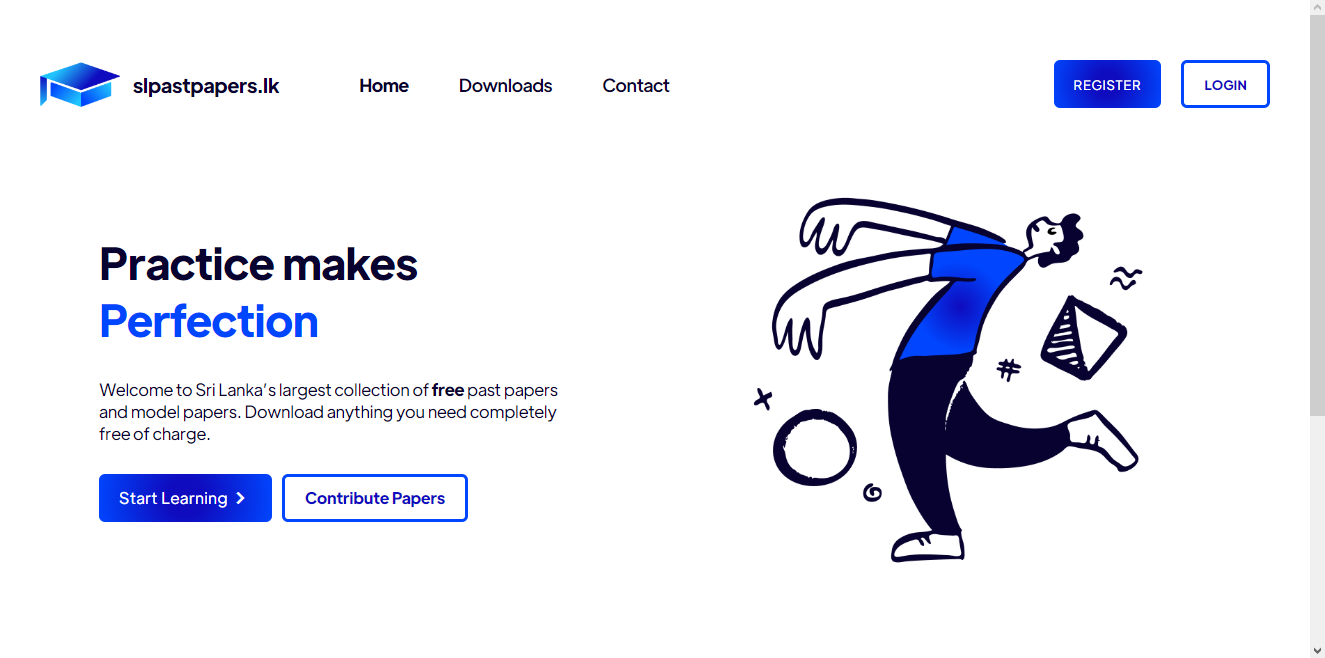 slpastpapers.lk
Home
Downloads
Contact
REGISTER
LOGIN
Practice makes
Perfection
Welcome to Sri Lanka's largest collection of free past papers
and model papers. Download anything you need completely
free of charge.
Start Learning
Contribute Papers